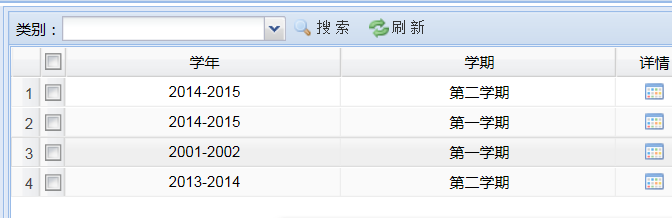 类别： 搜 索 刷 新
学年 学期 详情
1 2014-2015 第二学期
2 2014-2015 第一学期
3 2001-2002 第一学期
4 2013-2014 第二学期